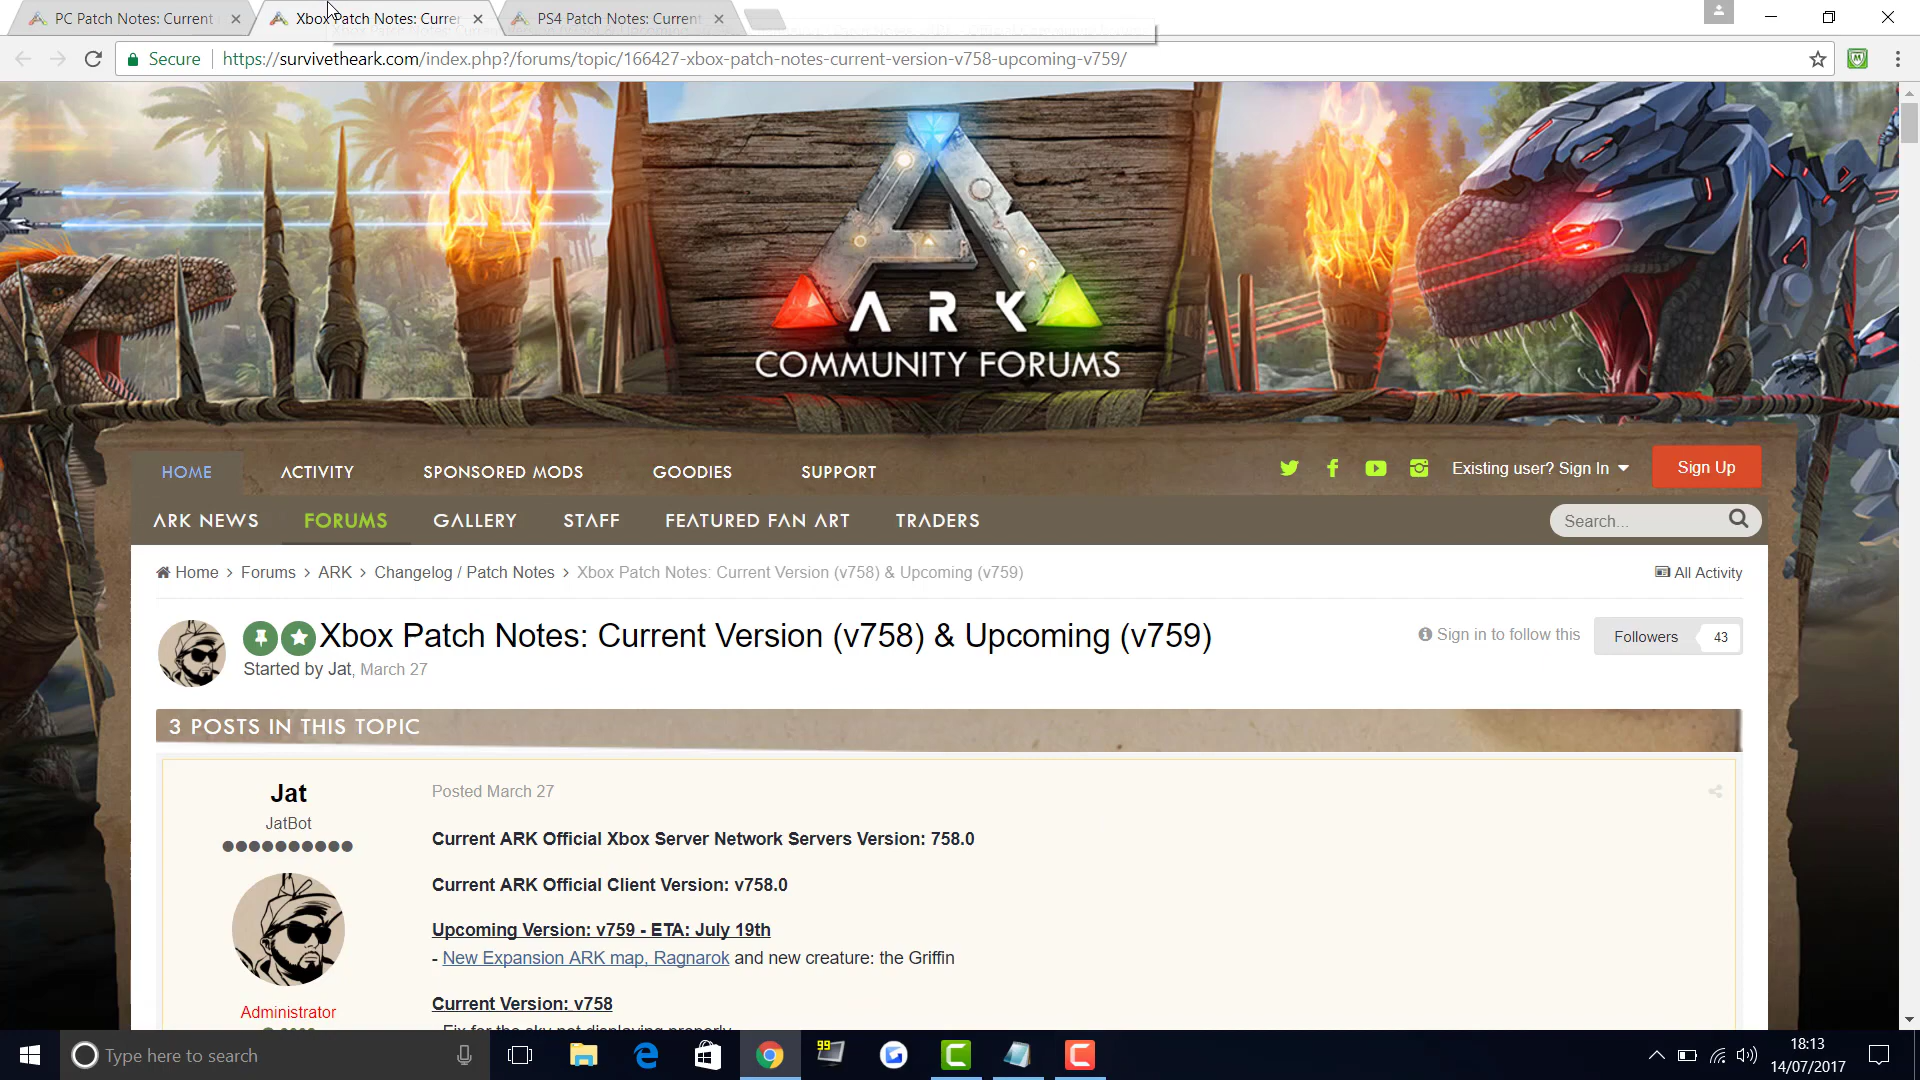 PC Patch Notes: Current
Xbox Patch Notes: Curre
PS4 Patch Notes: Current
Secure
https://survivetheark.com/index.php?/forums/topic/166427-xbox-patch-notes-current-version-v758-upcoming-v759/
ARK
COMMUNITY FORUMS
HOME
ACTIVITY
SPONSORED MODS
GOODIES
SUPPORT
Existing user? Sign In
Sign Up
ARK NEWS
FORUMS
GALLERY
STAFF
FEATURED FAN ART
TRADERS
Search...
Home > Forums > ARK > Changelog / Patch Notes > Xbox Patch Notes: Current Version (v758) & Upcoming (v759)
All Activity
Xbox Patch Notes: Current Version (v758) & Upcoming (v759)
Started by Jat, March 27
Sign in to follow this
Followers 43
3 POSTS IN THIS TOPIC
Jat
JatBot
Administrator
Posted March 27
Current ARK Official Xbox Server Network Servers Version: 758.0
Current ARK Official Client Version: v758.0
Upcoming Version: v759 - ETA: July 19th
- New Expansion ARK map, Ragnarok and new creature: the Griffin
Current Version: v758
Type here to search
99
18:13
14/07/2017